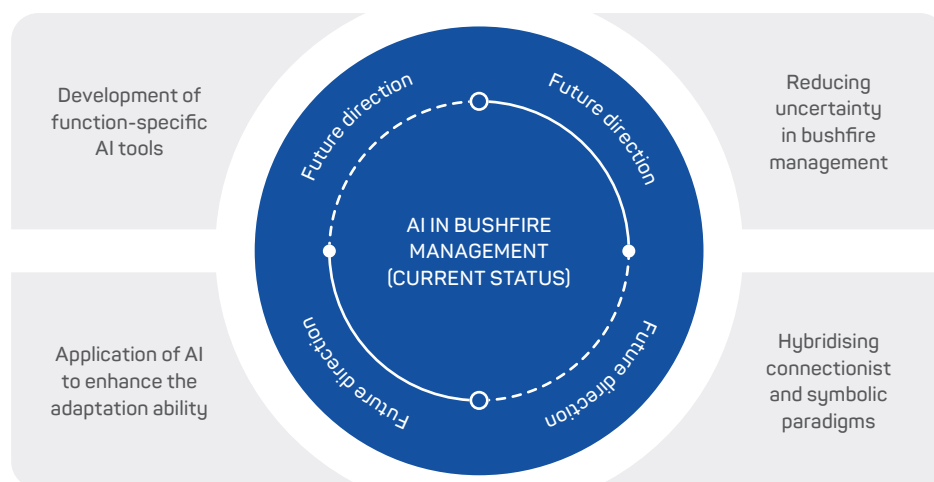 Development of
function-specific
AI tools
Future direction
Future direction
Reducing
uncertainty
in bushfire
management
AI IN BUSHFIRE
MANAGEMENT
(CURRENT STATUS)
Application of AI
to enhance the
adaptation ability
Future direction
Future direction
Hybridising
connectionist
and symbolic
paradigms